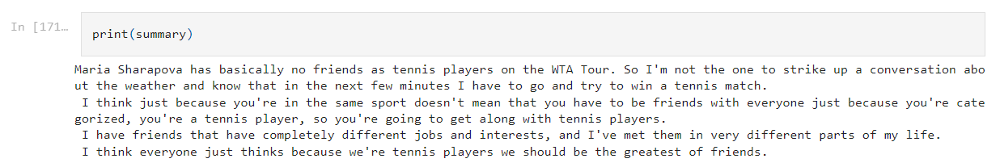 In [171…
print(summary)
Maria Sharapova has basically no friends as tennis players on the WTA Tour. So I'm not the one to strike up a conversation abo
ut the weather and know that in the next few minutes I have to go and try to win a tennis match.
 I think just because you're in the same sport doesn't mean that you have to be friends with everyone just because you're cate
gorized, you're a tennis player, so you're going to get along with tennis players.
 I have friends that have completely different jobs and interests, and I've met them in very different parts of my life.
 I think everyone just thinks because we're tennis players we should be the greatest of friends.